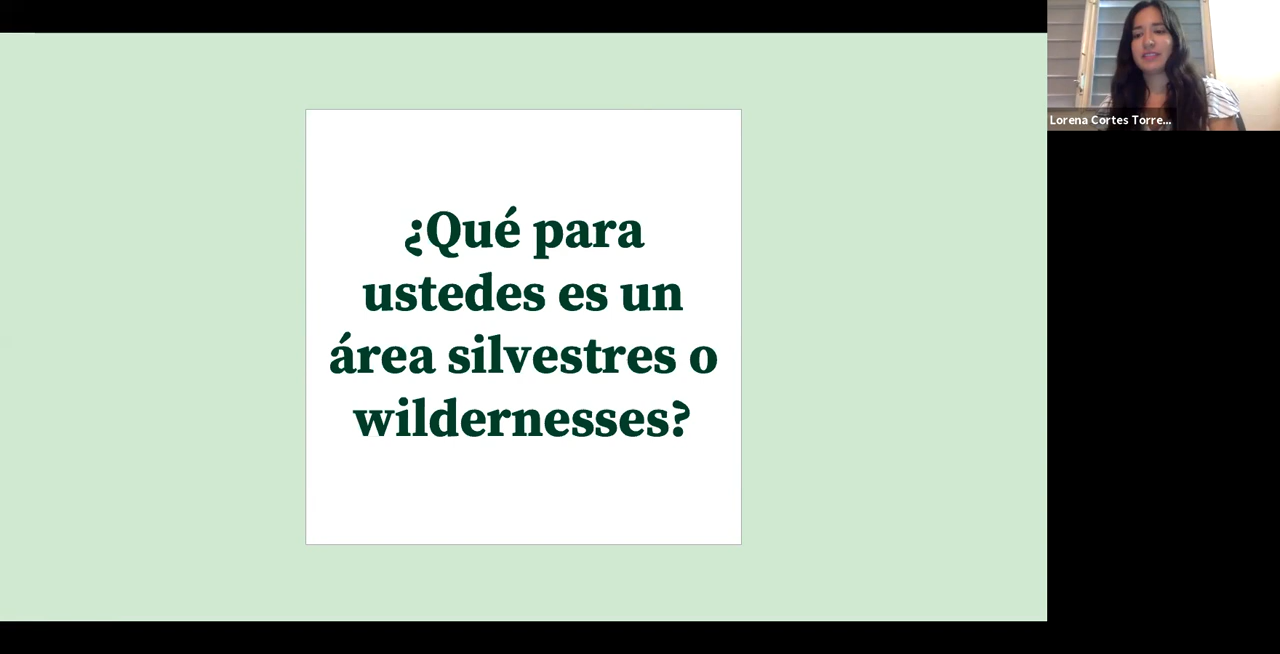 ¿Qué para
ustedes es un
área silvestres o
wildernesses?
Lorena Cortes Torre...